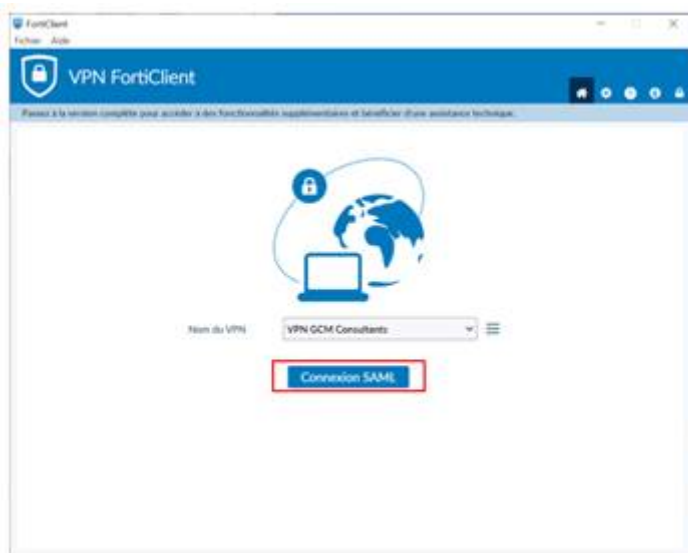 FortiClient
Fichier Aide
VPN FortiClient
Passez à la version complète pour accéder à des fonctionnalités supplémentaires et bénéficier d'une assistance technique.
Nom du VPN
VPN GCM Consultants
Connexion SAML